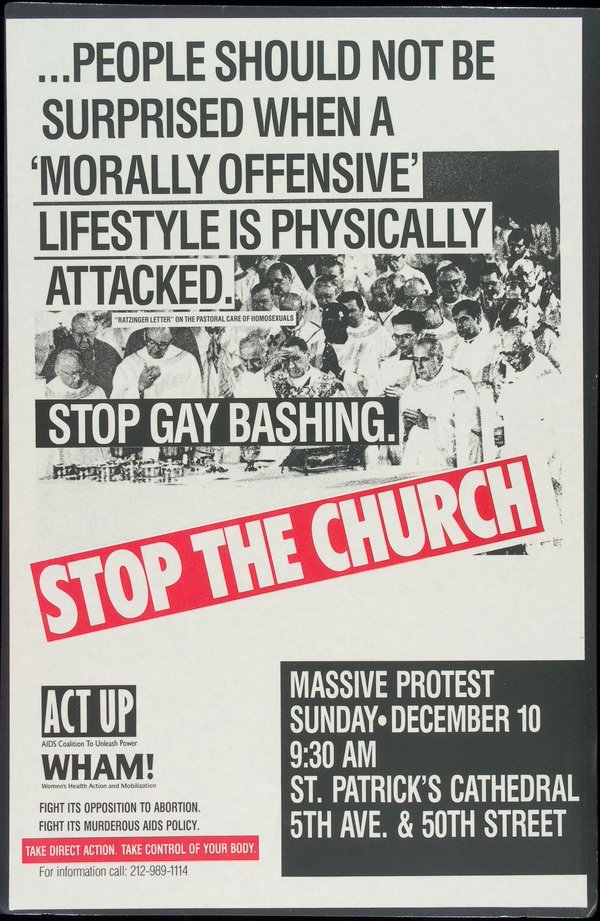 ...PEOPLE SHOULD NOT BE
SURPRISED WHEN A
'MORALLY OFFENSIVE'
LIFESTYLE IS PHYSICALLY
ATTACKED.
"RATZINGER LETTER" ON THE PASTORAL CARE OF HOMOSEXUALS
STOP GAY BASHING.
STOP THE CHURCH
ACT UP
AIDS Coalition To Unleash Power
WHAM!
Women's Health Action and Mobilization
FIGHT ITS OPPOSITION TO ABORTION.
FIGHT ITS MURDEROUS AIDS POLICY.
TAKE DIRECT ACTION. TAKE CONTROL OF YOUR BODY.
For information call: 212-989-1114
MASSIVE PROTEST
SUNDAY• DECEMBER 10
9:30 AM
ST. PATRICK'S CATHEDRAL
5TH AVE. & 50TH STREET